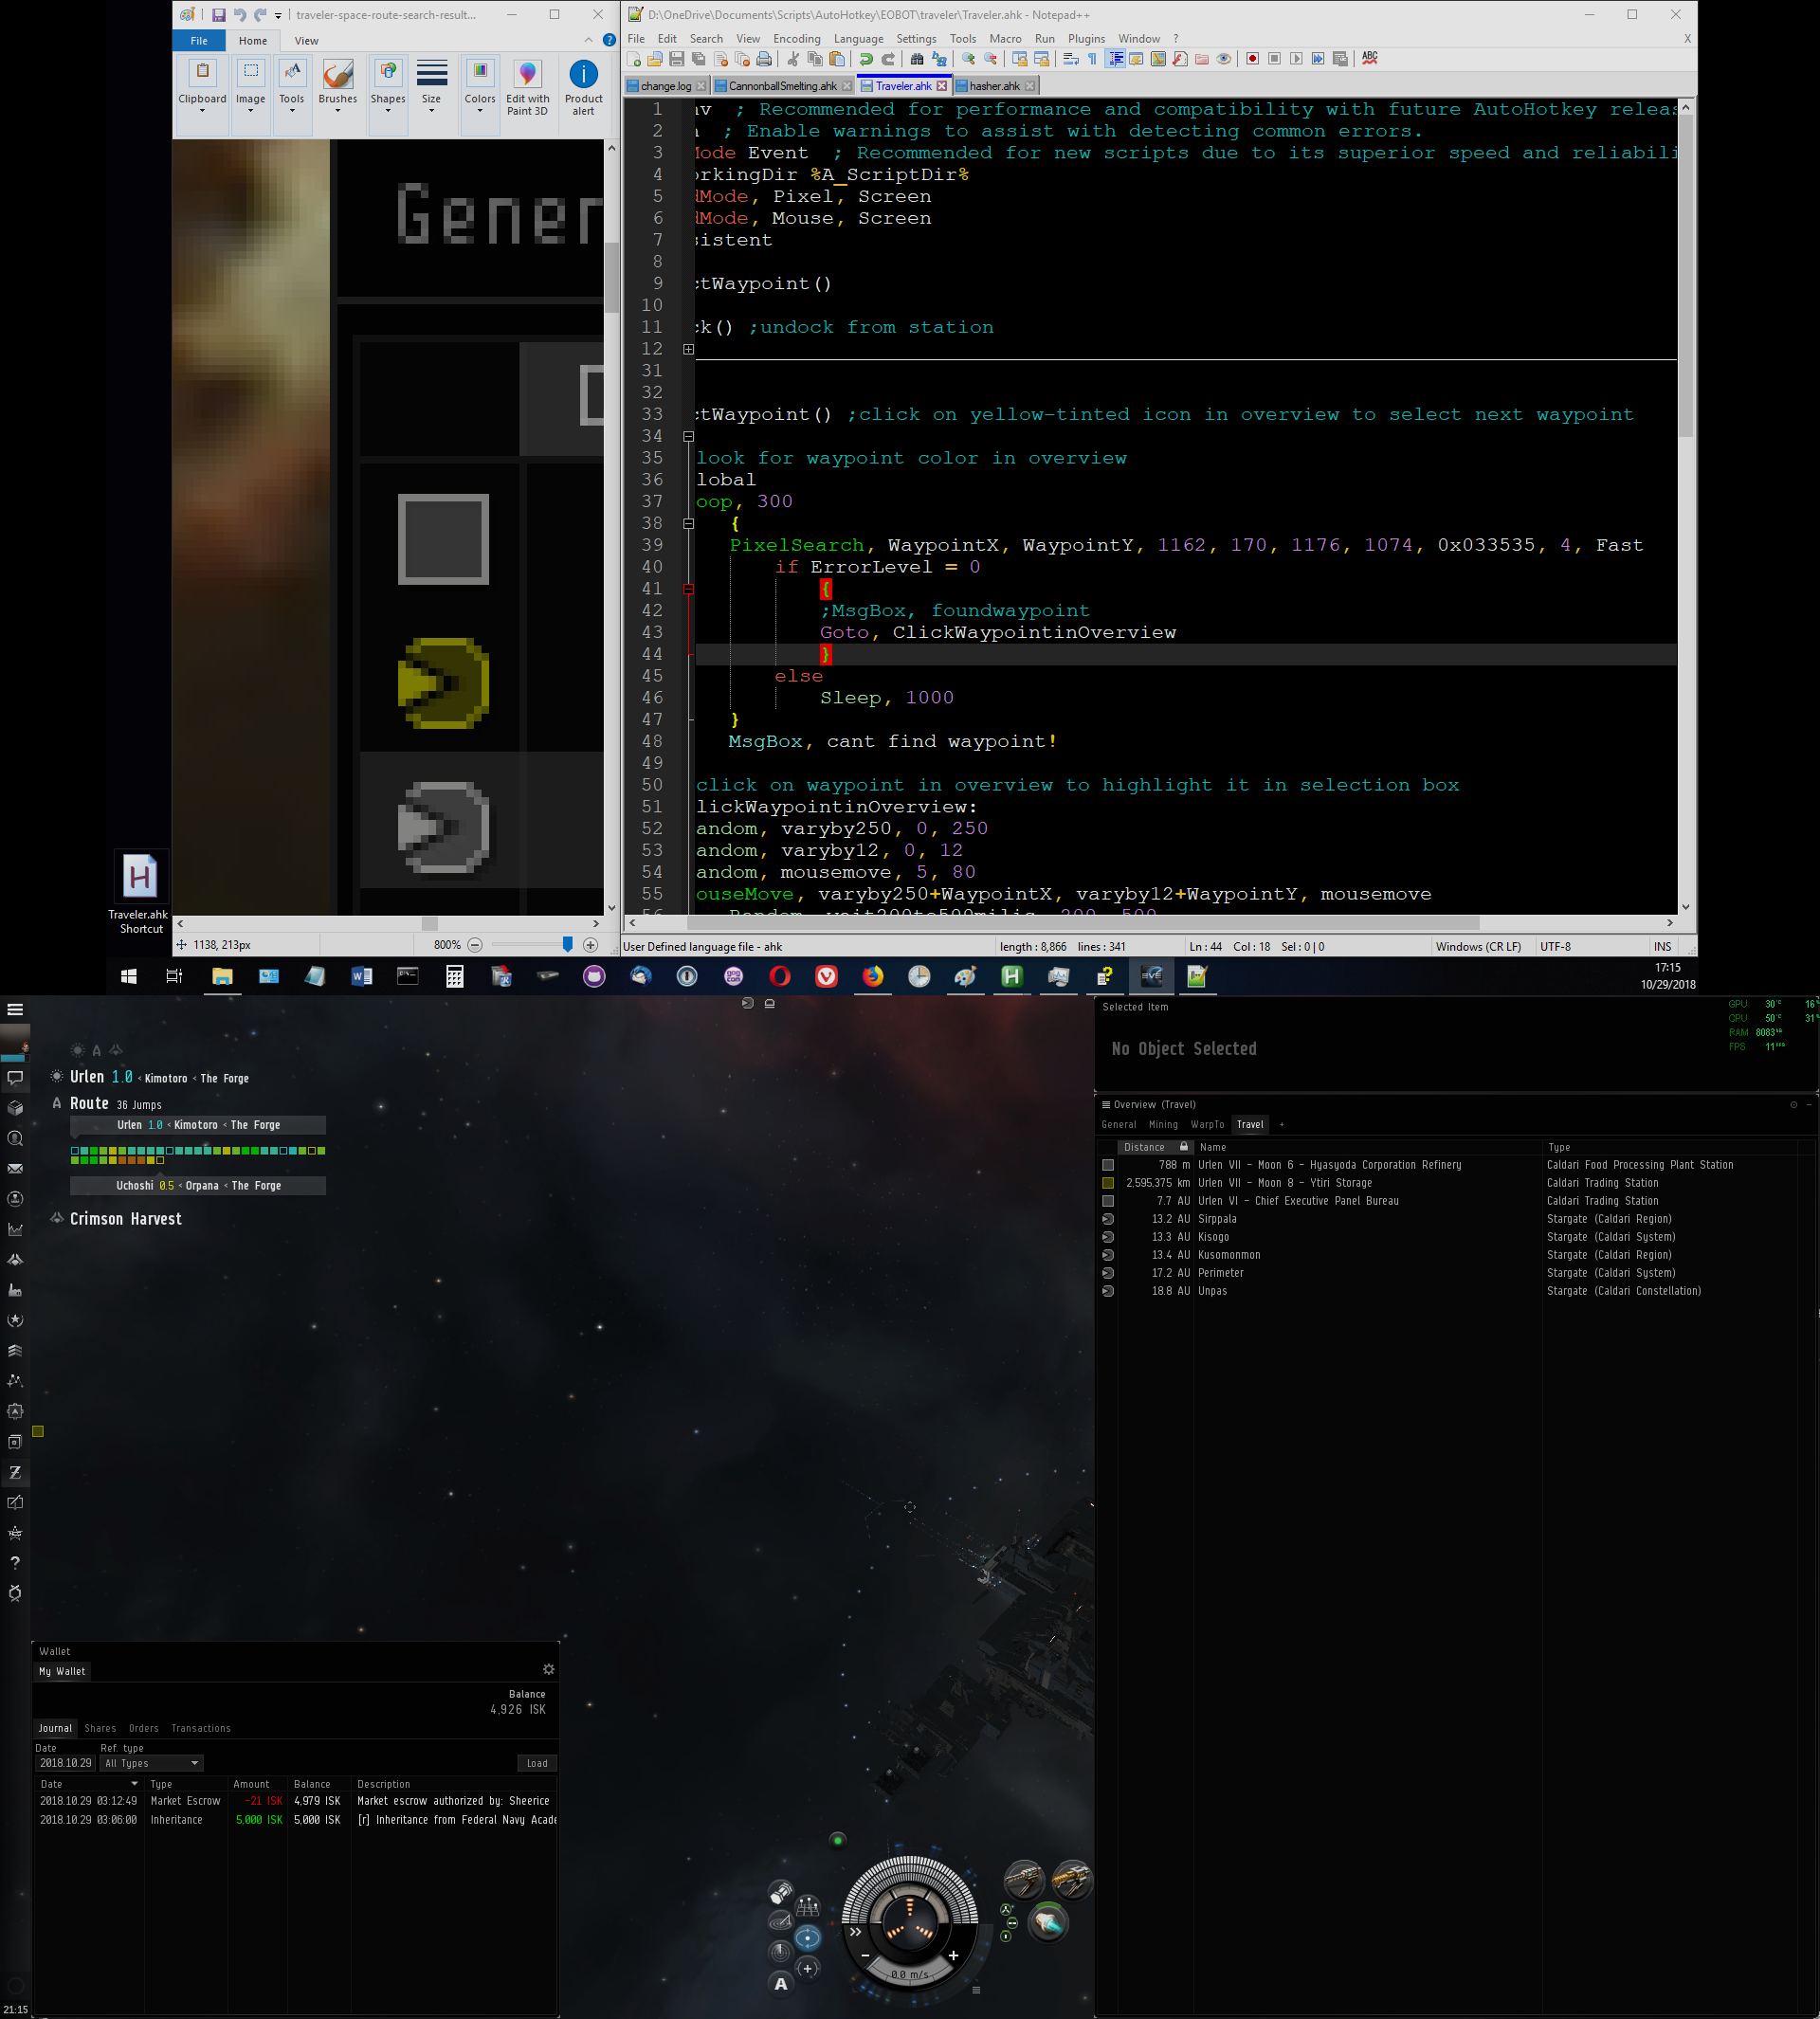 traveler-space-route-search-result...
File
Home
View
Clipboard
Image
Tools
Brushes
Shapes
Size
Colors
Edit with Paint 3D
Product alert
Gener
1138, 213px
800%
Traveler.ahk Shortcut
D:\OneDrive\Documents\Scripts\AutoHotkey\EOBOT\traveler\Traveler.ahk - Notepad++
File Edit Search View Encoding Language Settings Tools Macro Run Plugins Window ? X
change.log CannonballSmelting.ahk Traveler.ahk hasher.ahk
1 nv ; Recommended for performance and compatibility with future AutoHotkey releas
2 n ; Enable warnings to assist with detecting common errors.
3 Mode Event ; Recommended for new scripts due to its superior speed and reliabili
4 orkingDir %A_ScriptDir%
5 dMode, Pixel, Screen
6 dMode, Mouse, Screen
7 sistent
8
9 ctWaypoint()
10
11 ck() ;undock from station
12
31
32
33 ctWaypoint() ;click on yellow-tinted icon in overview to select next waypoint
34
35 look for waypoint color in overview
36 lobal
37 oop, 300
38 {
39 PixelSearch, WaypointX, WaypointY, 1162, 170, 1176, 1074, 0x033535, 4, Fast
40 if ErrorLevel = 0
41 {
42 ;MsgBox, foundwaypoint
43 Goto, ClickWaypointinOverview
44 }
45 else
46 Sleep, 1000
47 }
48 MsgBox, cant find waypoint!
49
50 click on waypoint in overview to highlight it in selection box
51 lickWaypointinOverview:
52 andom, varyby250, 0, 250
53 andom, varyby12, 0, 12
54 andom, mousemove, 5, 80
55 ouseMove, varyby250+WaypointX, varyby12+WaypointY, mousemove
56 Random, wait200to500milis, 200, 500
User Defined language file - ahk length : 8,866 lines : 341 Ln : 44 Col : 18 Sel : 0 | 0 Windows (CR LF) UTF-8 INS
17:15
10/29/2018
Urlen 1.0 < Kimotoro < The Forge
Route 36 Jumps
Urlen 1.0 < Kimotoro < The Forge
Uchoshi 0.5 < Orpana < The Forge
Crimson Harvest
Selected Item
No Object Selected
GPU 30°C 16%
CPU 50°C 31%
RAM 8083
FPS 11
Overview (Travel)
General Mining WarpTo Travel +
Distance Name Type
788 m Urlen VII - Moon 6 - Hyasyoda Corporation Refinery Caldari Food Processing Plant Station
2,595,375 km Urlen VII - Moon 8 - Ytiri Storage Caldari Trading Station
7.7 AU Urlen VI - Chief Executive Panel Bureau Caldari Trading Station
13.2 AU Sirppala Stargate (Caldari Region)
13.3 AU Kisogo Stargate (Caldari System)
13.4 AU Kusomonmon Stargate (Caldari Region)
17.2 AU Perimeter Stargate (Caldari System)
18.8 AU Unpas Stargate (Caldari Constellation)
Wallet
My Wallet
Balance
4,926 ISK
Journal Shares Orders Transactions
Date Ref. type
2018.10.29 All Types Load
Date Type Amount Balance Description
2018.10.29 03:12:49 Market Escrow -21 ISK 4,979 ISK Market escrow authorized by: Sheerice
2018.10.29 03:06:00 Inheritance 5,000 ISK 5,000 ISK [r] Inheritance from Federal Navy Acade
0.0 m/s
A
21:15